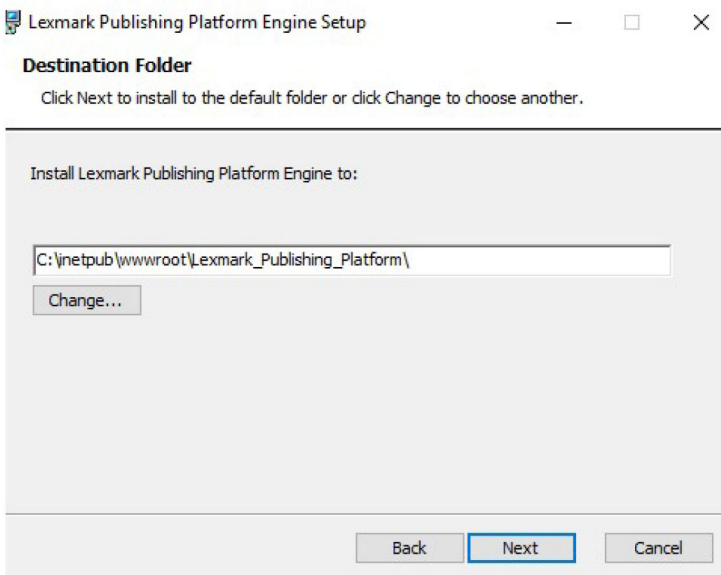 Lexmark Publishing Platform Engine Setup
Destination Folder
Click Next to install to the default folder or click Change to choose another.
Install Lexmark Publishing Platform Engine to:
C:\inetpub\wwwroot\Lexmark_Publishing_Platform\
Change...
Back Next Cancel